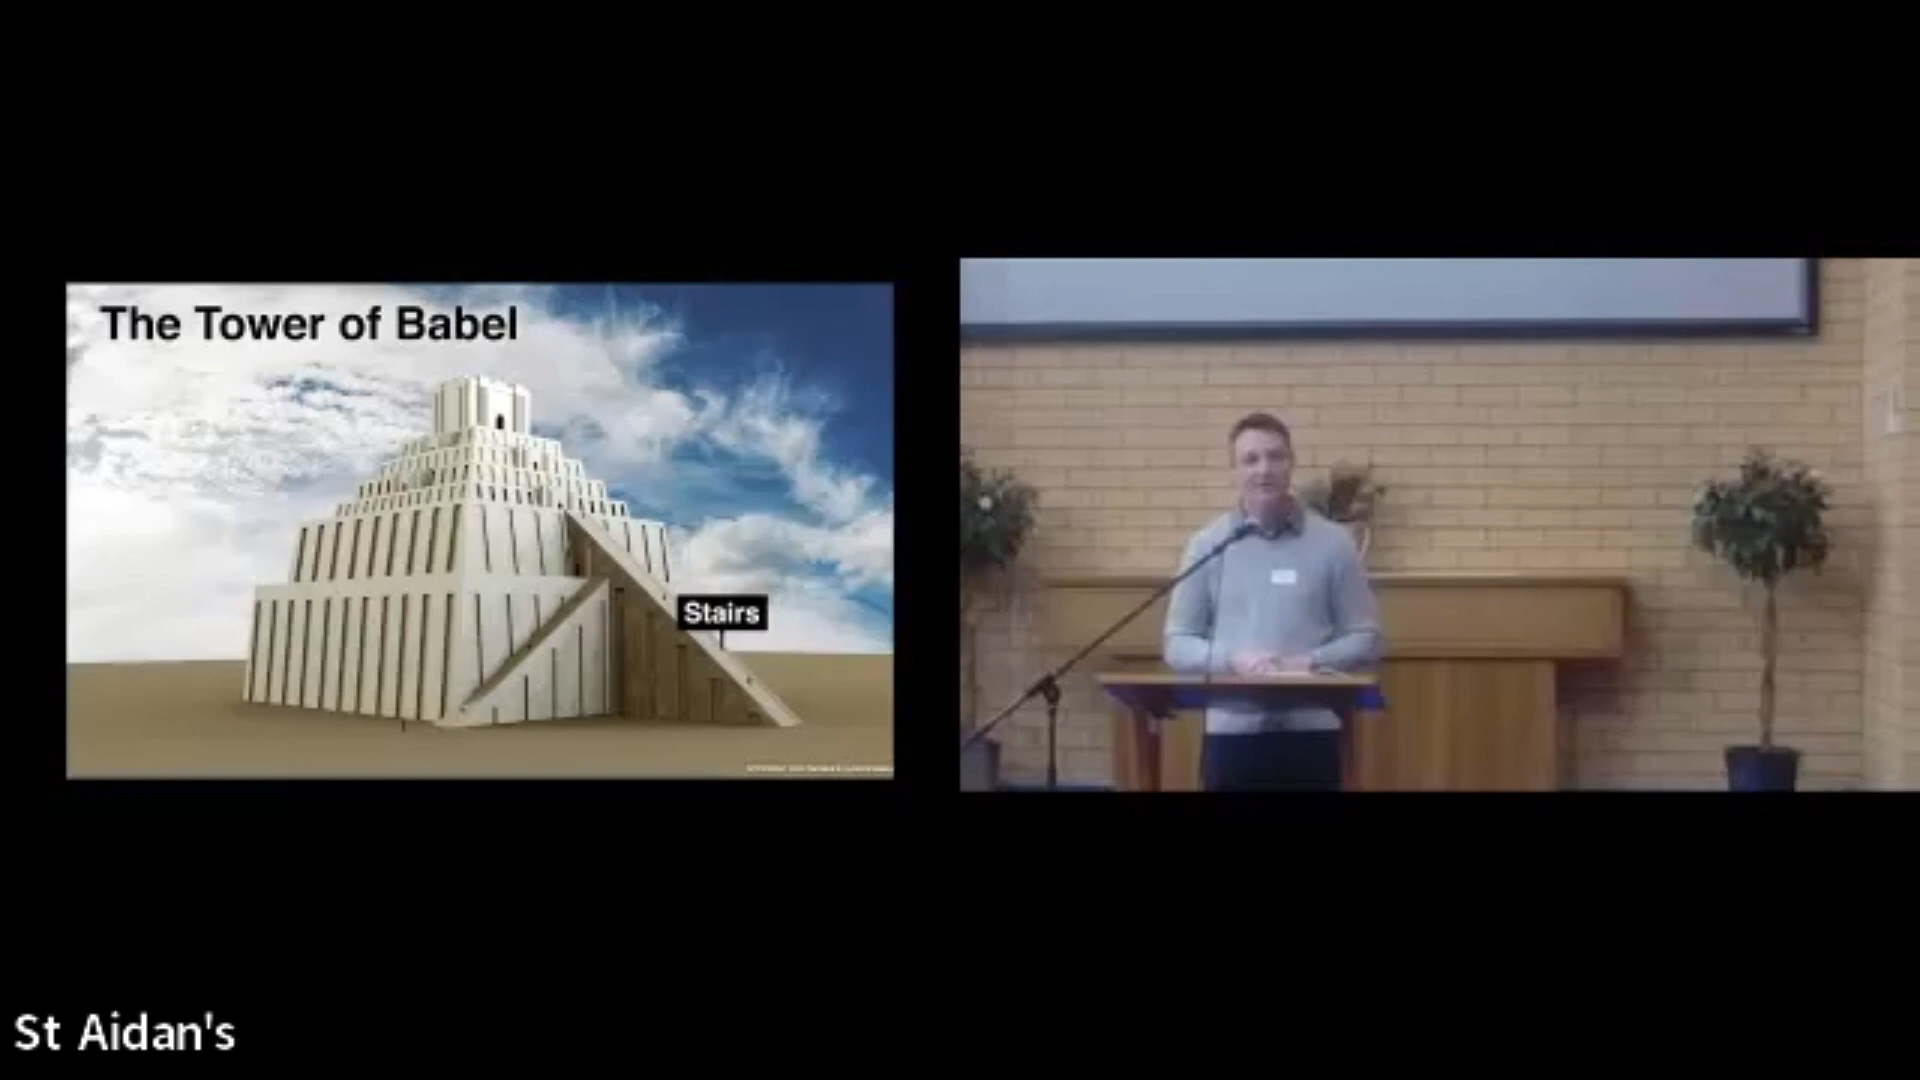 The Tower of Babel
Stairs
St Aidan's